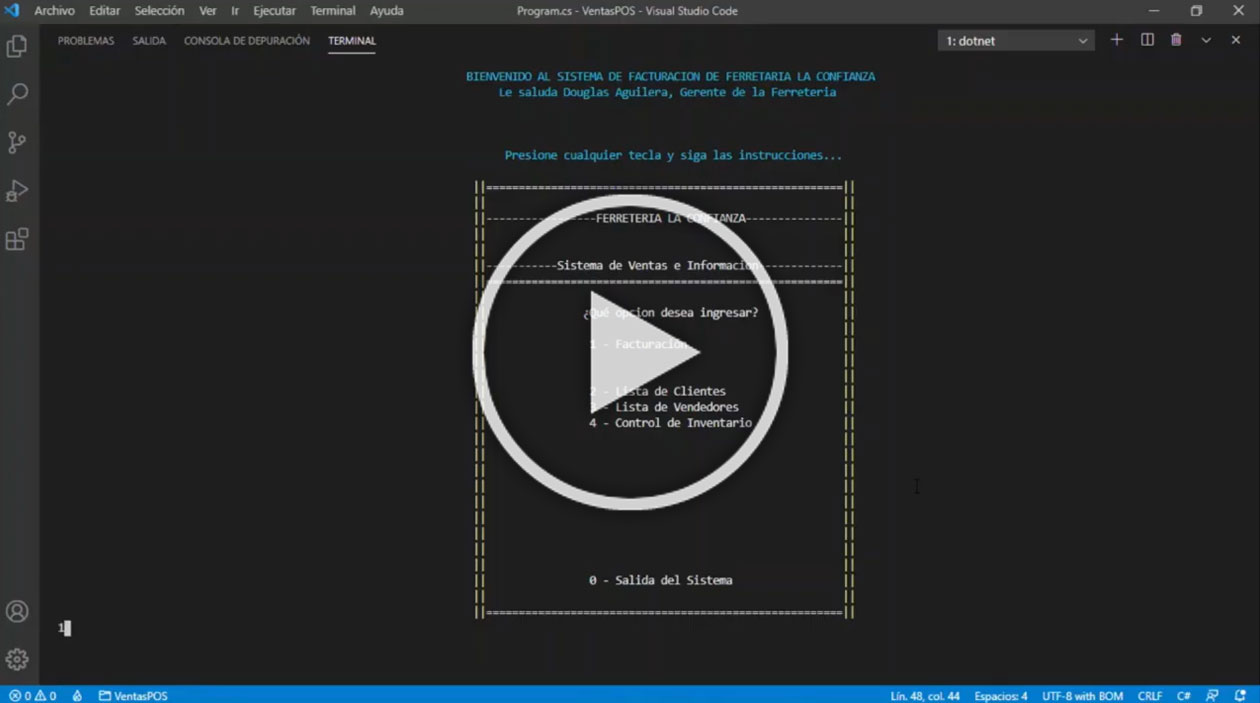 Archivo Editar Selección Ver Ir Ejecutar Terminal Ayuda Program.cs - VentasPOS - Visual Studio Code
PROBLEMAS SALIDA CONSOLA DE DEPURACIÓN TERMINAL 1: dotnet
BIENVENIDO AL SISTEMA DE FACTURACION DE FERRETARIA LA CONFIANZA
Le saluda Douglas Aguilera, Gerente de la Ferreteria
Presione cualquier tecla y siga las instrucciones...
FERRETERIA LA CONFIANZA
Sistema de Ventas e Informacion
¿Qué opcion desea ingresar?
1 - Facturación
2 - Lista de Clientes
3 - Lista de Vendedores
4 - Control de Inventario
0 - Salida del Sistema
1
0 0 VentasPOS Lín. 48, col. 44 Espacios: 4 UTF-8 with BOM CRLF C#